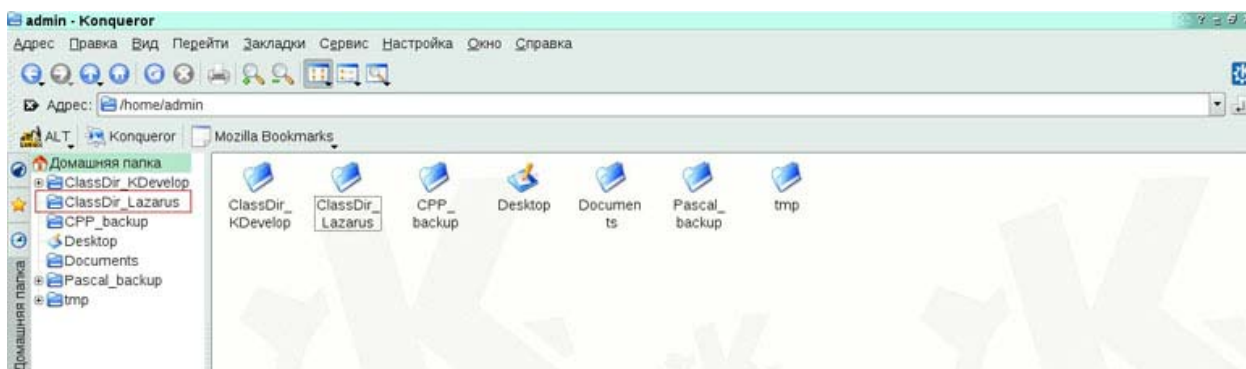 admin - Konqueror
Адрес Правка Вид Перейти Закладки Сервис Настройка Окно Справка
Адрес: /home/admin
ALT Konqueror Mozilla Bookmarks
Домашняя папка
ClassDir_KDevelop
ClassDir_Lazarus
CPP_backup
Desktop
Documents
Pascal_backup
tmp
Домашняя папка
ClassDir_ ClassDir_ CPP_ Desktop Documen Pascal_ tmp
KDevelop Lazarus backup ts backup